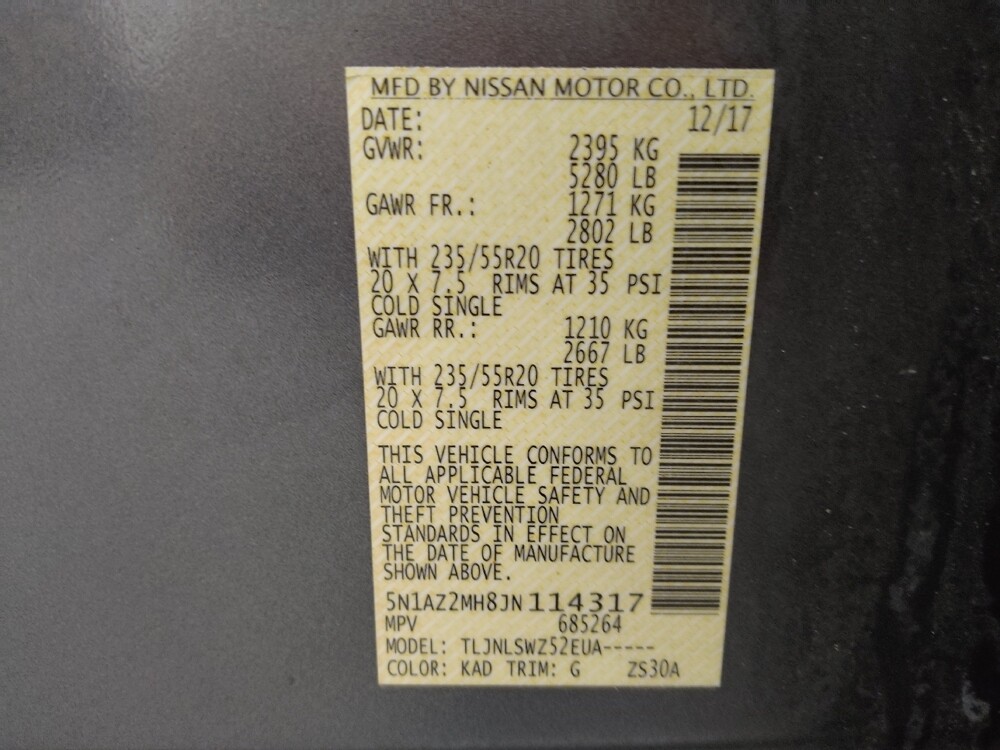 MFD BY NISSAN MOTOR CO., LTD.
DATE: 12/17
GVWR: 2395 KG
5280 LB
GAWR FR.: 1271 KG
2802 LB
WITH 235/55R20 TIRES
20 X 7.5 RIMS AT 35 PSI
COLD SINGLE
GAWR RR.: 1210 KG
2667 LB
WITH 235/55R20 TIRES
20 X 7.5 RIMS AT 35 PSI
COLD SINGLE
THIS VEHICLE CONFORMS TO
ALL APPLICABLE FEDERAL
MOTOR VEHICLE SAFETY AND
THEFT PREVENTION
STANDARDS IN EFFECT ON
THE DATE OF MANUFACTURE
SHOWN ABOVE.
5N1AZ2MH8JN114317
MPV 685264
MODEL: TLJNLSWZ52EUA-----
COLOR: KAD TRIM: G ZS30A